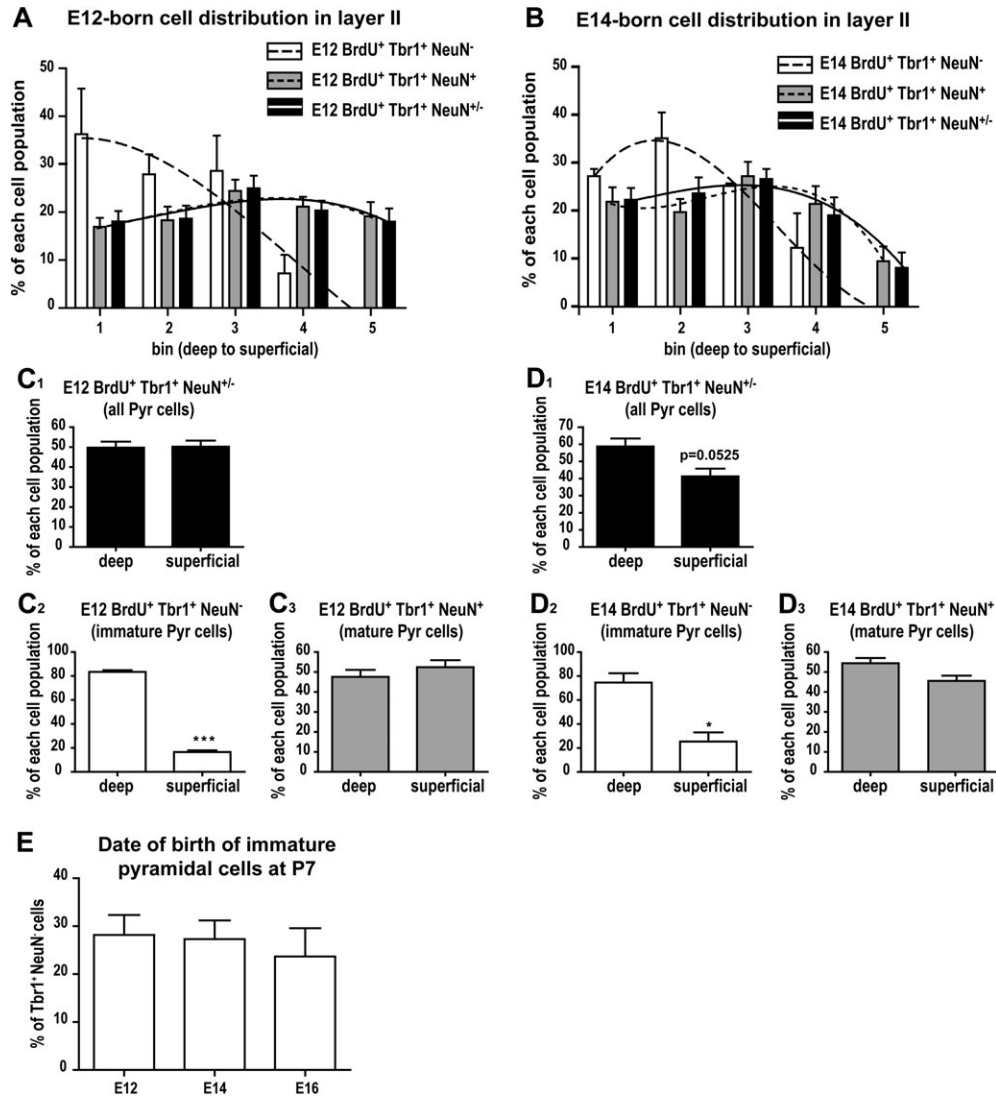 A
E12-born cell distribution in layer II
E12 BrdU⁺ Tbr1⁺ NeuN⁻
E12 BrdU⁺ Tbr1⁺ NeuN⁺
E12 BrdU⁺ Tbr1⁺ NeuN⁺/⁻
% of each cell population
50
40
30
20
10
0
1 2 3 4 5
bin (deep to superficial)
B
E14-born cell distribution in layer II
E14 BrdU⁺ Tbr1⁺ NeuN⁻
E14 BrdU⁺ Tbr1⁺ NeuN⁺
E14 BrdU⁺ Tbr1⁺ NeuN⁺/⁻
% of each cell population
50
40
30
20
10
0
1 2 3 4 5
bin (deep to superficial)
C1
E12 BrdU⁺ Tbr1⁺ NeuN⁺/⁻
(all Pyr cells)
% of each cell population
60
50
40
30
20
10
0
deep superficial
D1
E14 BrdU⁺ Tbr1⁺ NeuN⁺/⁻
(all Pyr cells)
% of each cell population
70
60
50
40
30
20
10
0
p=0.0525
deep superficial
C2
E12 BrdU⁺ Tbr1⁺ NeuN⁻
(immature Pyr cells)
% of each cell population
100
80
60
40
20
0
***
deep superficial
C3
E12 BrdU⁺ Tbr1⁺ NeuN⁺
(mature Pyr cells)
% of each cell population
60
50
40
30
20
10
0
deep superficial
D2
E14 BrdU⁺ Tbr1⁺ NeuN⁻
(immature Pyr cells)
% of each cell population
100
80
60
40
20
0
*
deep superficial
D3
E14 BrdU⁺ Tbr1⁺ NeuN⁺
(mature Pyr cells)
% of each cell population
60
50
40
30
20
10
0
deep superficial
E
Date of birth of immature
pyramidal cells at P7
% of Tbr1⁺ NeuN⁻ cells
40
30
20
10
0
E12 E14 E16